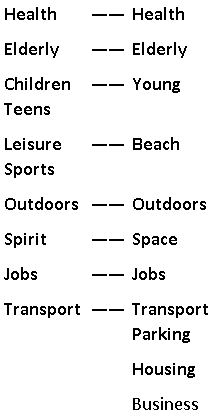 Health —— Health
Elderly —— Elderly
Children —— Young
Teens
Leisure —— Beach
Sports
Outdoors —— Outdoors
Spirit —— Space
Jobs —— Jobs
Transport —— Transport
Parking
Housing
Business